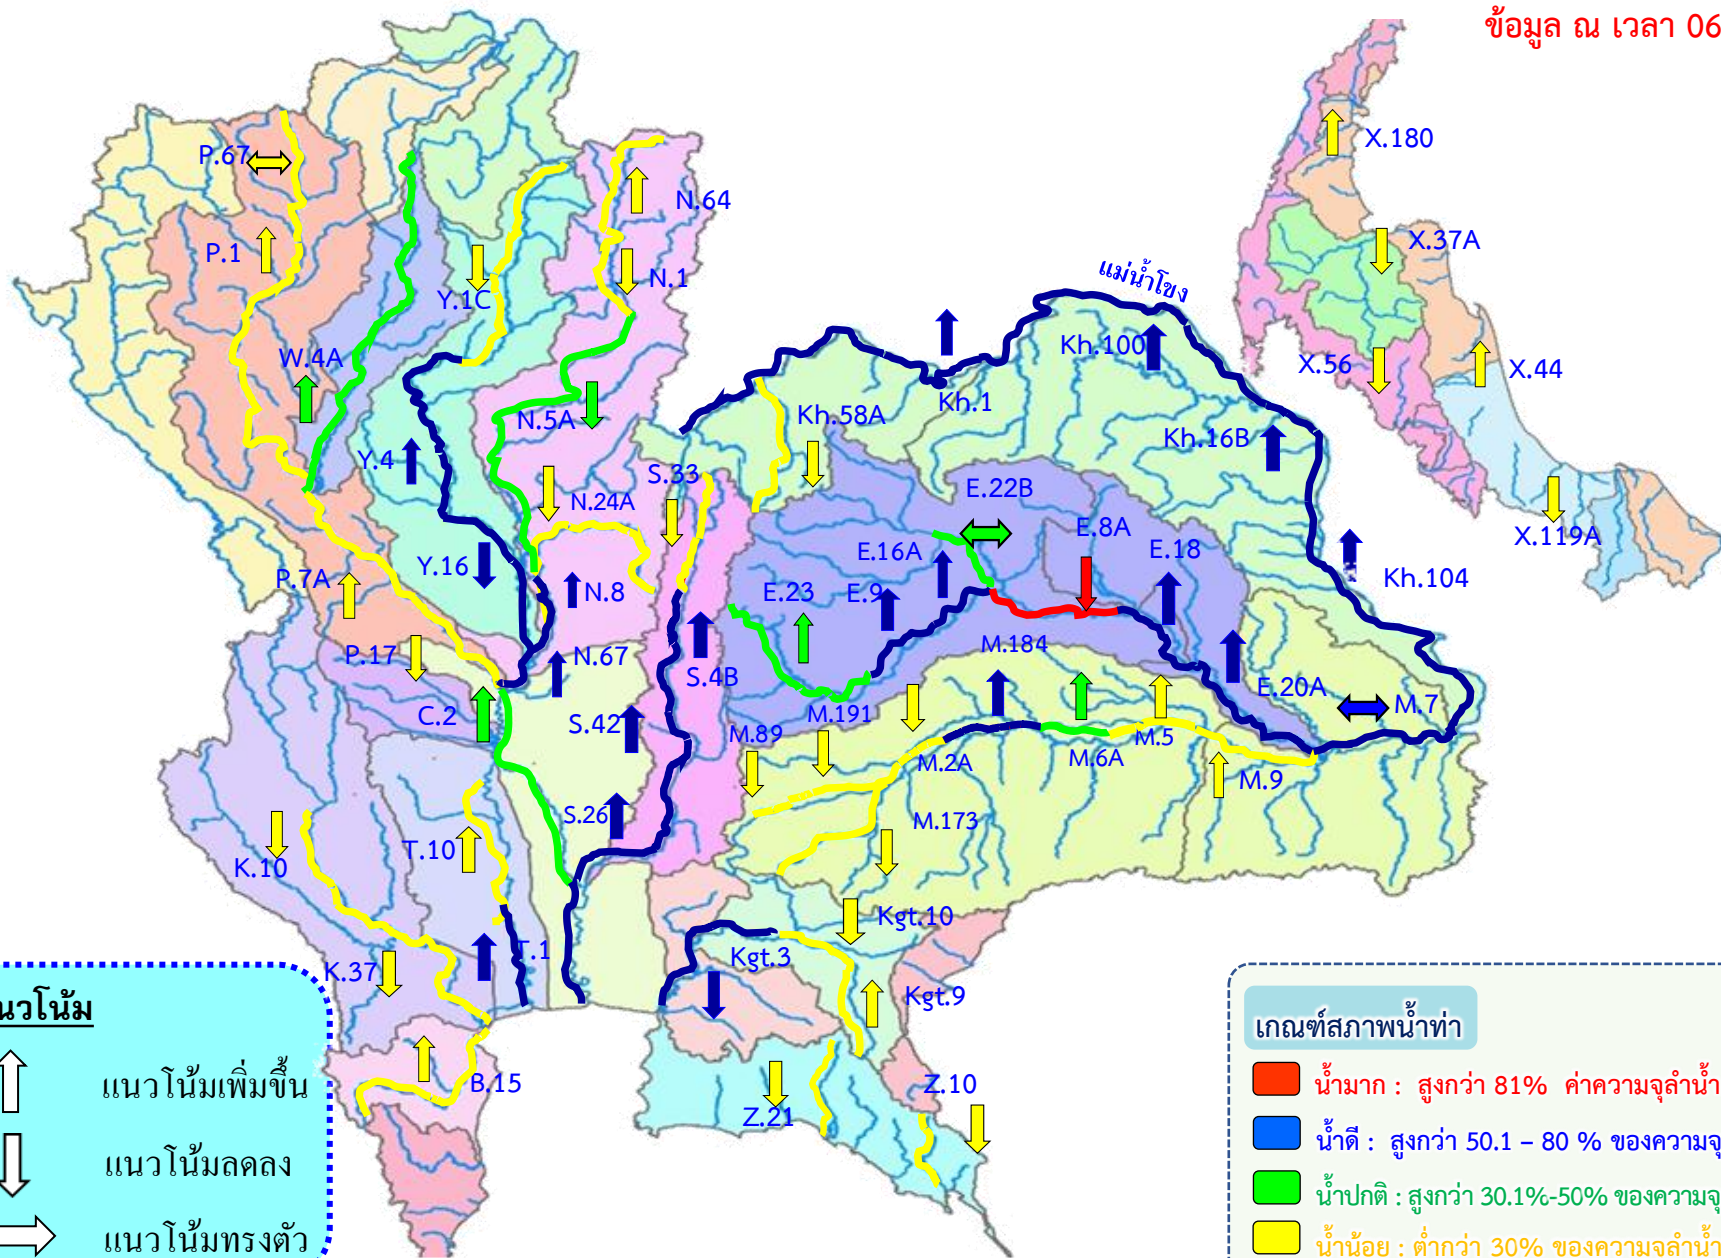 ข้อมูล ณ เวลา 06
P.67
P.1
W.4A
Y.1C
N.64
N.1
N.5A
Y.4
Y.16
N.24A
N.8
N.67
S.33
P.7A
P.17
C.2
S.42
S.4B
S.26
T.10
T.1
K.10
K.37
B.15
แม่น้ำโขง
Kh.58A
Kh.1
Kh.100
Kh.16B
Kh.104
E.22B
E.16A
E.8A
E.18
E.23
E.9
E.20A
M.184
M.191
M.89
M.2A
M.6A
M.5
M.9
M.7
M.173
Kgt.10
Kgt.3
Kgt.9
Z.21
Z.10
X.180
X.37A
X.56
X.44
X.119A
นวโน้ม
แนวโน้มเพิ่มขึ้น
แนวโน้มลดลง
แนวโน้มทรงตัว
เกณฑ์สภาพน้ำท่า
น้ำมาก : สูงกว่า 81% ค่าความจุลำน้ำ
น้ำดี : สูงกว่า 50.1 – 80 % ของความจุ
น้ำปกติ : สูงกว่า 30.1%-50% ของความจุ
น้ำน้อย : ต่ำกว่า 30% ของความจุลำน้ำ